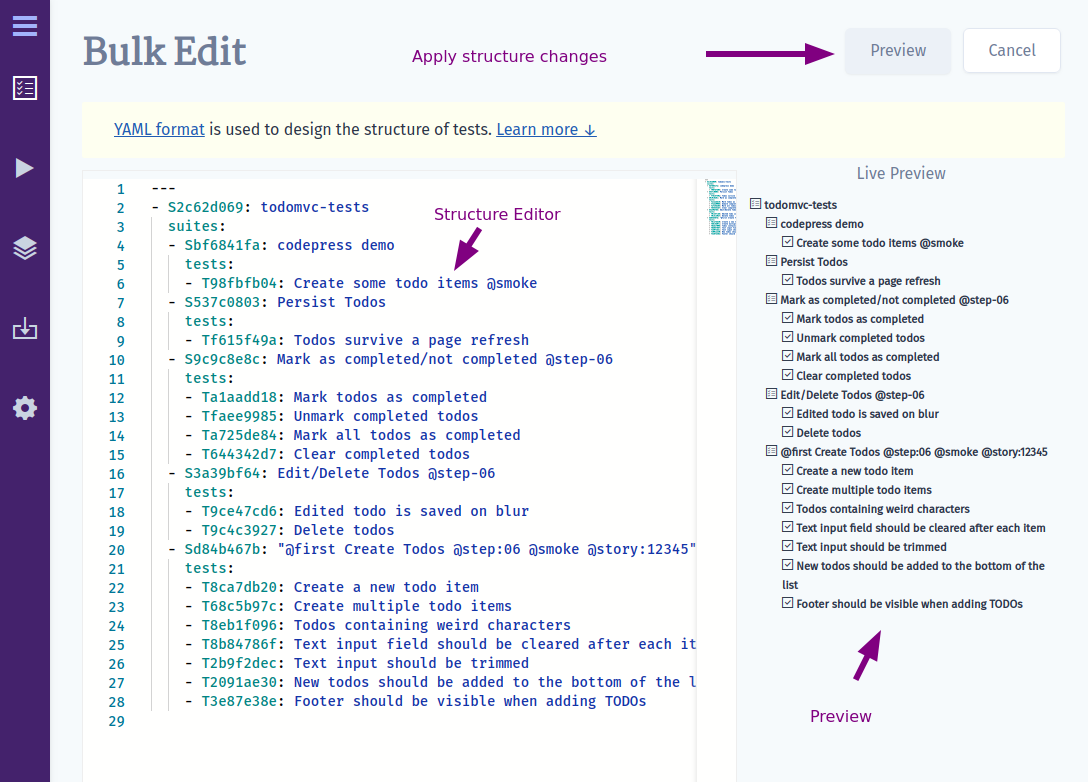 Bulk Edit
Apply structure changes
Preview
Cancel
YAML format is used to design the structure of tests. Learn more ↓
1 ---
2 - S2c62d069: todomvc-tests
3 suites:
4 - Sbf6841fa: codepress demo
5 tests:
6 - T98fbfb04: Create some todo items @smoke
7 - S537c0803: Persist Todos
8 tests:
9 - Tf615f49a: Todos survive a page refresh
10 - S9c9c8e8c: Mark as completed/not completed @step-06
11 tests:
12 - Ta1aadd18: Mark todos as completed
13 - Tfaee9985: Unmark completed todos
14 - Ta725de84: Mark all todos as completed
15 - T644342d7: Clear completed todos
16 - S3a39bf64: Edit/Delete Todos @step-06
17 tests:
18 - T9ce47cd6: Edited todo is saved on blur
19 - T9c4c3927: Delete todos
20 - Sd84b467b: "@first Create Todos @step:06 @smoke @story:12345"
21 tests:
22 - T8ca7db20: Create a new todo item
23 - T68c5b97c: Create multiple todo items
24 - T8eb1f096: Todos containing weird characters
25 - T8b84786f: Text input field should be cleared after each it
26 - T2b9f2dec: Text input should be trimmed
27 - T2091ae30: New todos should be added to the bottom of the l
28 - T3e87e38e: Footer should be visible when adding TODOs
29
Structure Editor
Live Preview
todomvc-tests
codepress demo
Create some todo items @smoke
Persist Todos
Todos survive a page refresh
Mark as completed/not completed @step-06
Mark todos as completed
Unmark completed todos
Mark all todos as completed
Clear completed todos
Edit/Delete Todos @step-06
Edited todo is saved on blur
Delete todos
@first Create Todos @step:06 @smoke @story:12345
Create a new todo item
Create multiple todo items
Todos containing weird characters
Text input field should be cleared after each item
Text input should be trimmed
New todos should be added to the bottom of the
list
Footer should be visible when adding TODOs
Preview